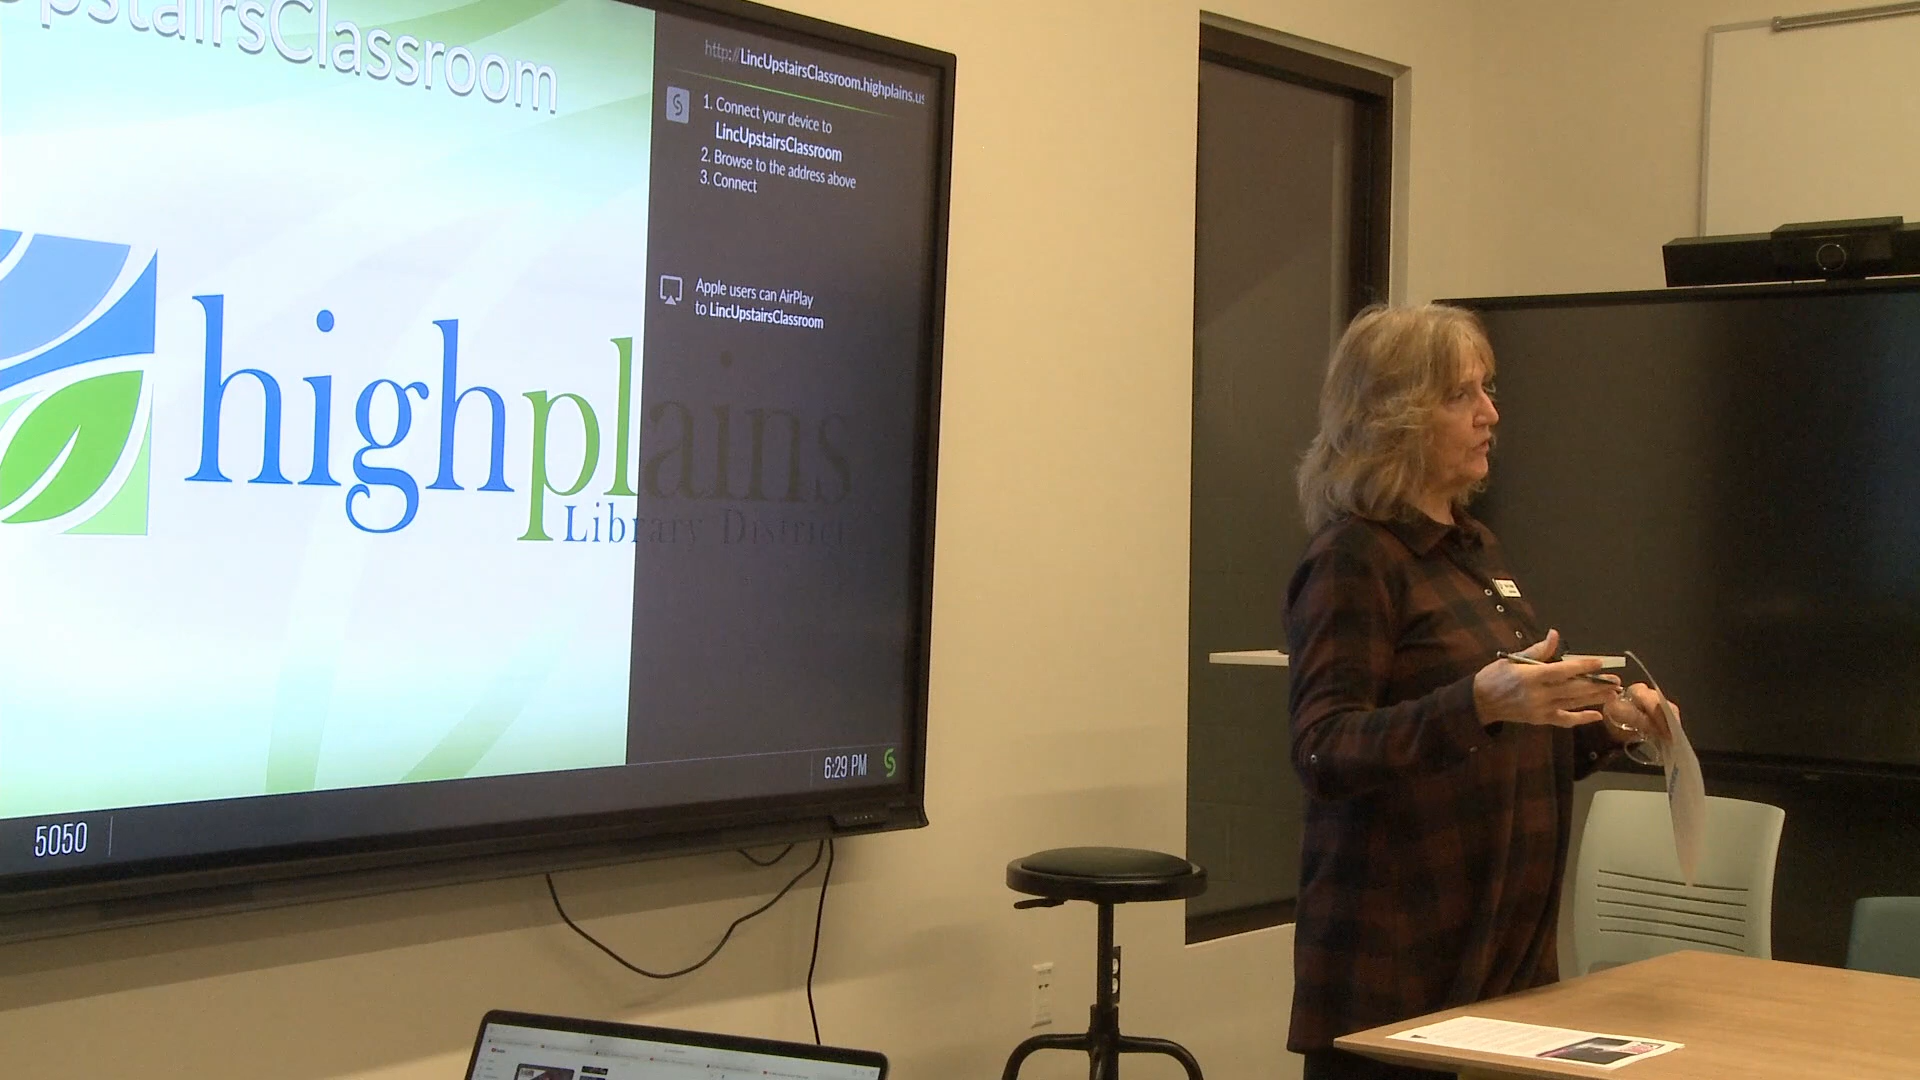 UpstairsClassroom
http://LincUpstairsClassroom.highplains.us
1. Connect your device to
LincUpstairsClassroom
2. Browse to the address above
3. Connect
Apple users can AirPlay
to LincUpstairsClassroom
highplains
Library District
6:29 PM
5050